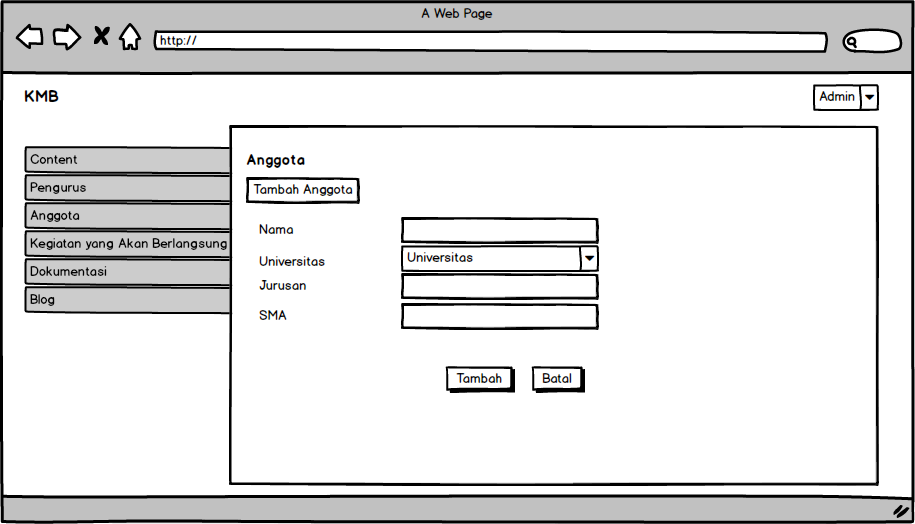 A Web Page
http://
KMB
Admin
Content
Pengurus
Anggota
Kegiatan yang Akan Berlangsung
Dokumentasi
Blog
Anggota
Tambah Anggota
Nama
Universitas
Universitas
Jurusan
SMA
Tambah
Batal